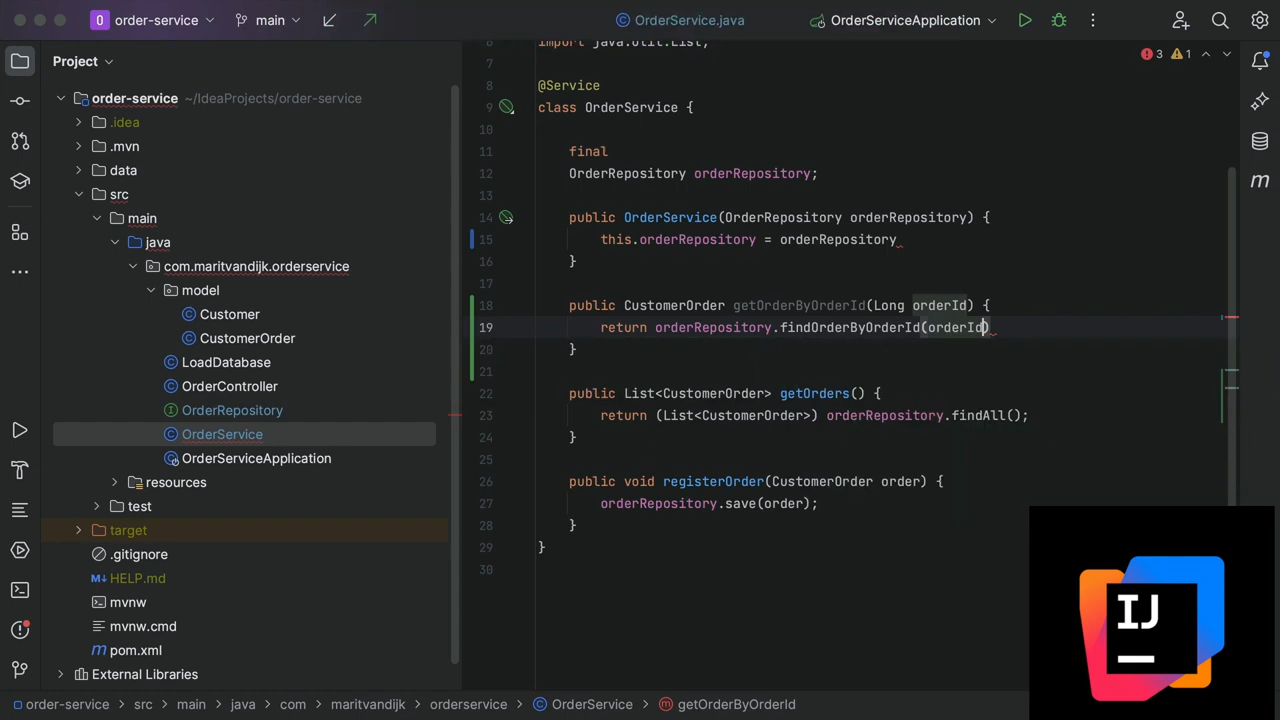 order-service
main
OrderService.java
OrderServiceApplication
Project
order-service ~/IdeaProjects/order-service
.idea
.mvn
data
src
main
java
com.maritvandijk.orderservice
model
Customer
CustomerOrder
LoadDatabase
OrderController
OrderRepository
OrderService
OrderServiceApplication
resources
test
target
.gitignore
HELP.md
mvnw
mvnw.cmd
pom.xml
External Libraries
3 1
6 import java.util.List;
7
8 @Service
9 class OrderService {
10
11 final
12 OrderRepository orderRepository;
13
14 public OrderService(OrderRepository orderRepository) {
15 this.orderRepository = orderRepository
16 }
17
18 public CustomerOrder getOrderByOrderId(Long orderId) {
19 return orderRepository.findOrderByOrderId(orderId)
20 }
21
22 public List<CustomerOrder> getOrders() {
23 return (List<CustomerOrder>) orderRepository.findAll();
24 }
25
26 public void registerOrder(CustomerOrder order) {
27 orderRepository.save(order);
28 }
29 }
30
IJ
order-service > src > main > java > com > maritvandijk > orderservice > OrderService > getOrderByOrderId